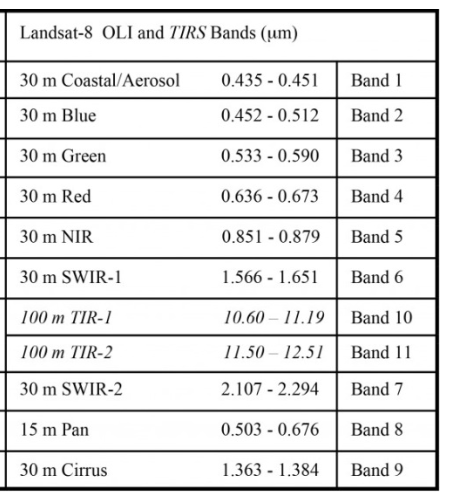 Landsat-8 OLI and TIRS Bands (µm)
30 m Coastal/Aerosol 0.435 - 0.451 Band 1
30 m Blue 0.452 - 0.512 Band 2
30 m Green 0.533 - 0.590 Band 3
30 m Red 0.636 - 0.673 Band 4
30 m NIR 0.851 - 0.879 Band 5
30 m SWIR-1 1.566 - 1.651 Band 6
100 m TIR-1 10.60 – 11.19 Band 10
100 m TIR-2 11.50 – 12.51 Band 11
30 m SWIR-2 2.107 - 2.294 Band 7
15 m Pan 0.503 - 0.676 Band 8
30 m Cirrus 1.363 - 1.384 Band 9